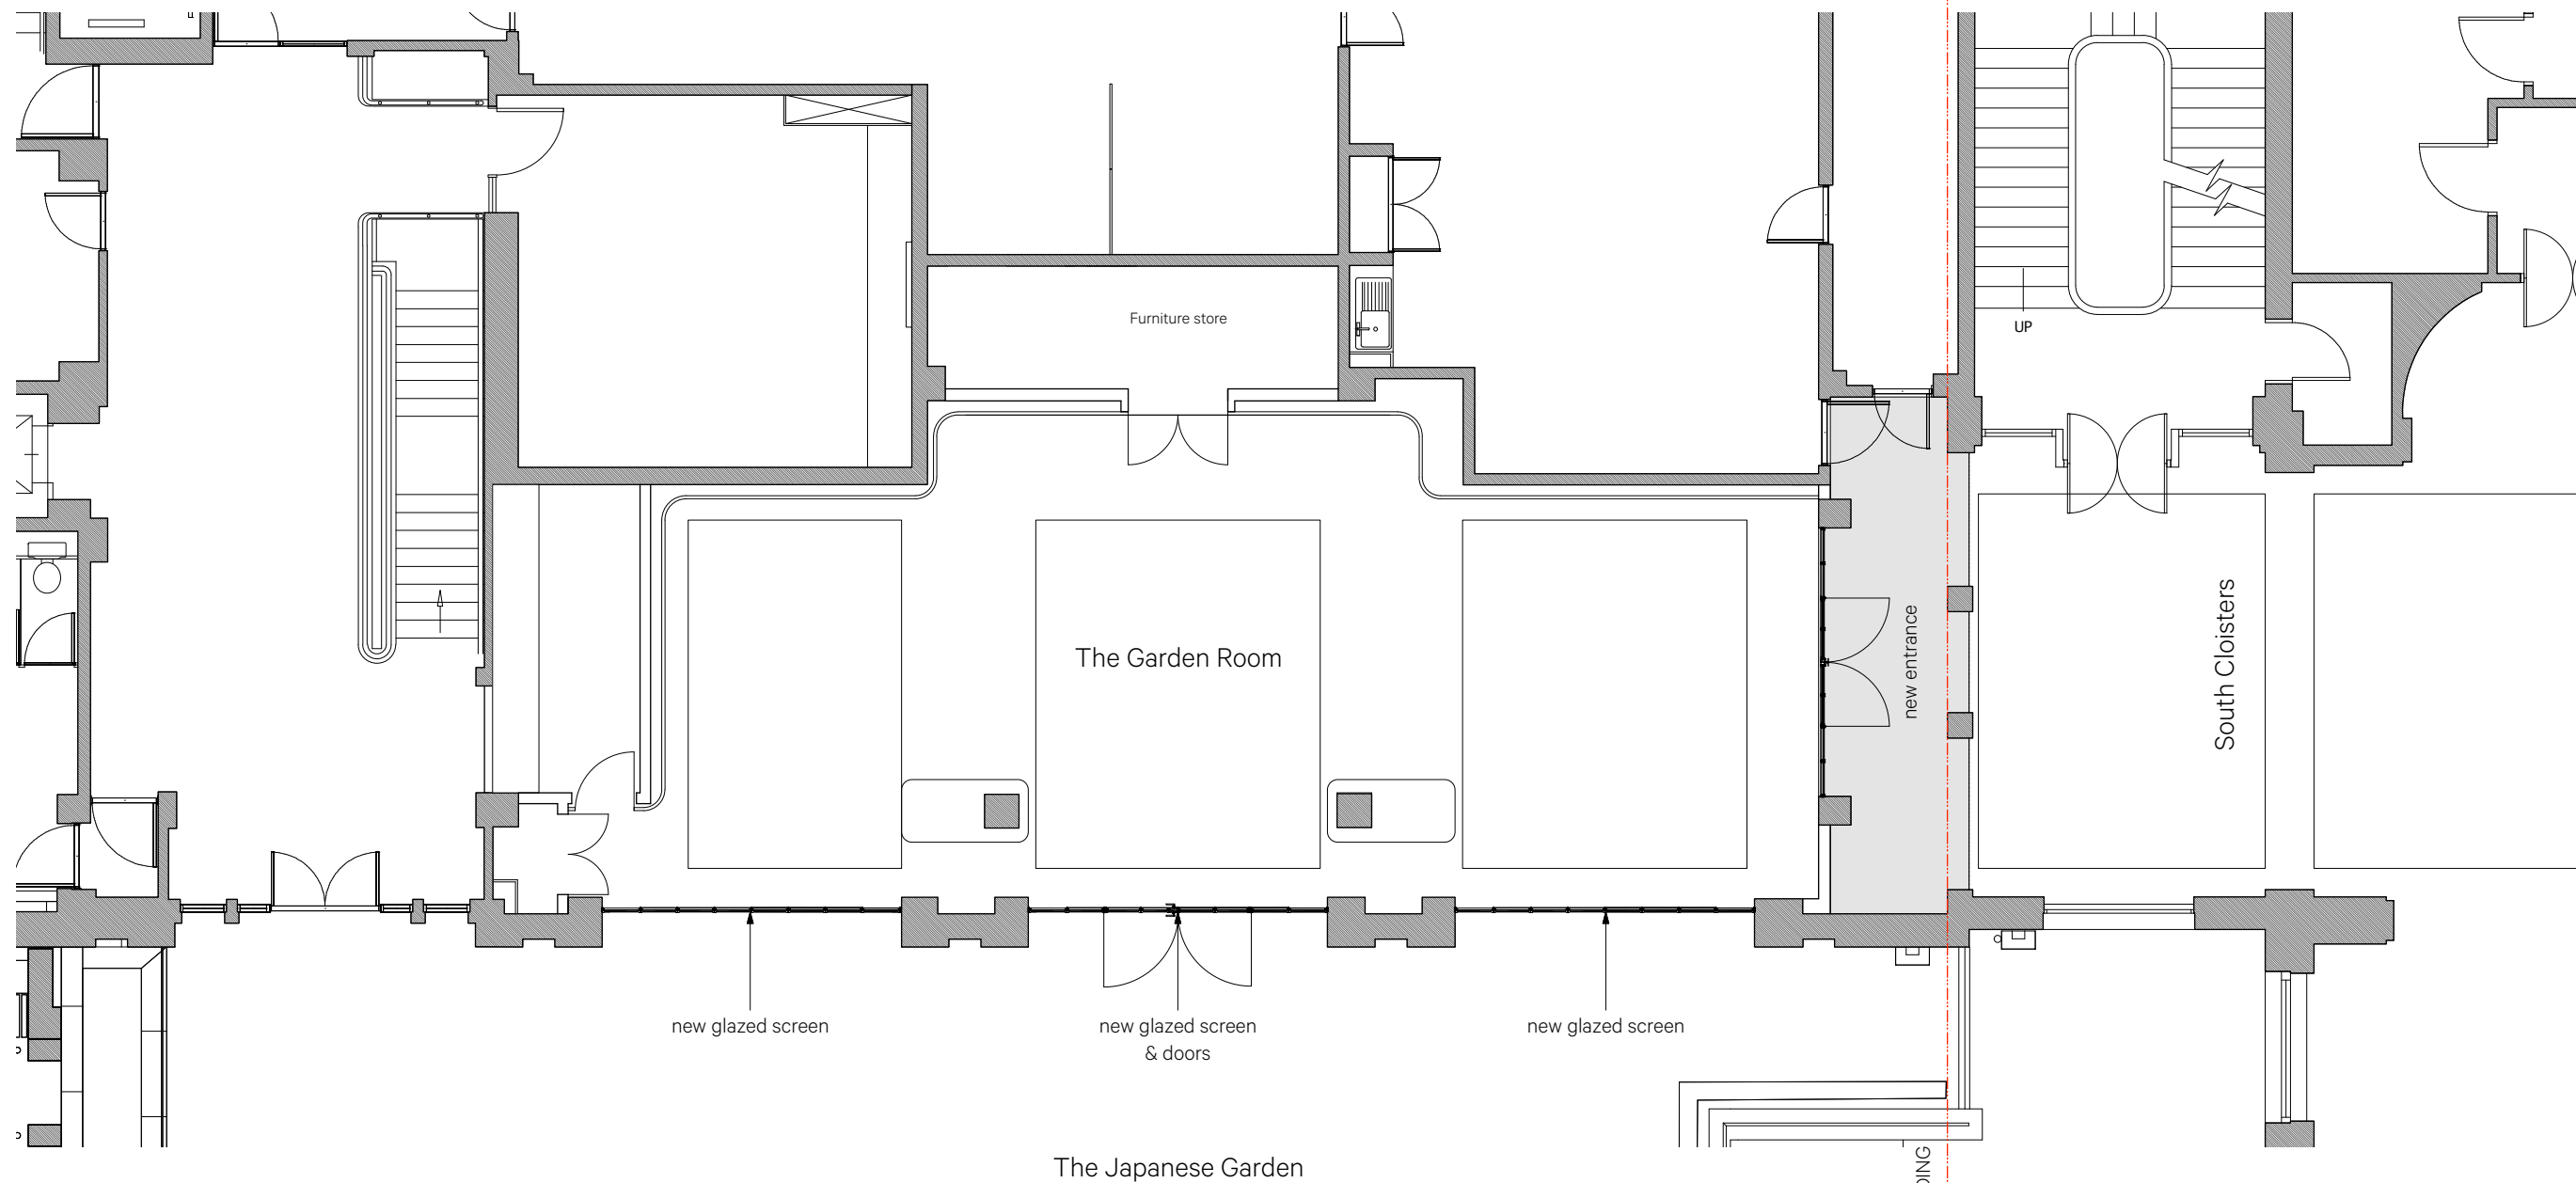 Furniture store
UP
The Garden Room
new entrance
South Cloisters
new glazed screen
new glazed screen
& doors
new glazed screen
The Japanese Garden
DING